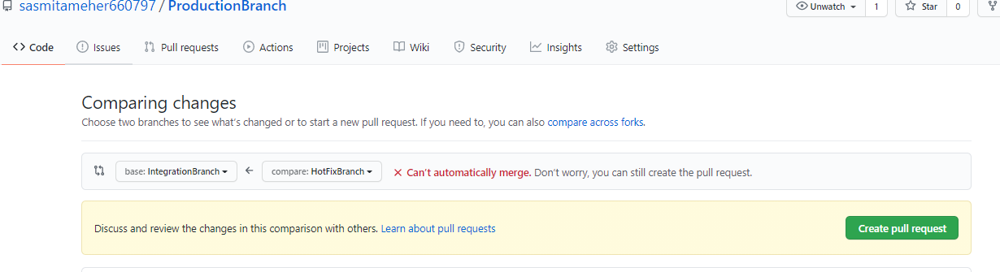 sasmitameher660797 / ProductionBranch Unwatch 1 Star 0
Code Issues Pull requests Actions Projects Wiki Security Insights Settings
Comparing changes
Choose two branches to see what's changed or to start a new pull request. If you need to, you can also compare across forks.
base: IntegrationBranch ← compare: HotFixBranch × Can't automatically merge. Don't worry, you can still create the pull request.
Discuss and review the changes in this comparison with others. Learn about pull requests Create pull request